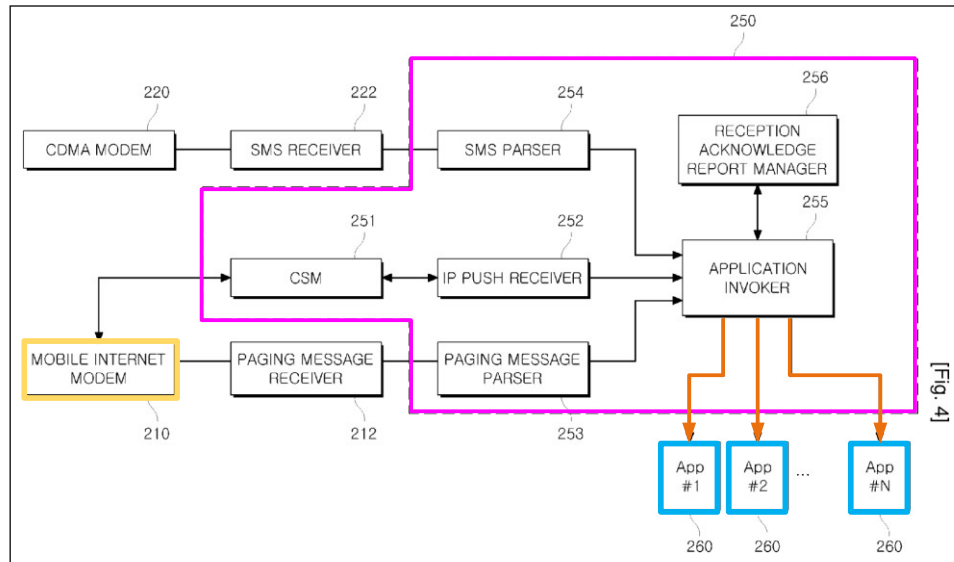 250
220
222
254
256
CDMA MODEM
SMS RECEIVER
SMS PARSER
RECEPTION
ACKNOWLEDGE
REPORT MANAGER
251
252
255
CSM
IP PUSH RECEIVER
APPLICATION
INVOKER
MOBILE INTERNET
MODEM
PAGING MESSAGE
RECEIVER
PAGING MESSAGE
PARSER
[Fig. 4]
210
212
253
App
#1
App
#2
...
App
#N
260
260
260